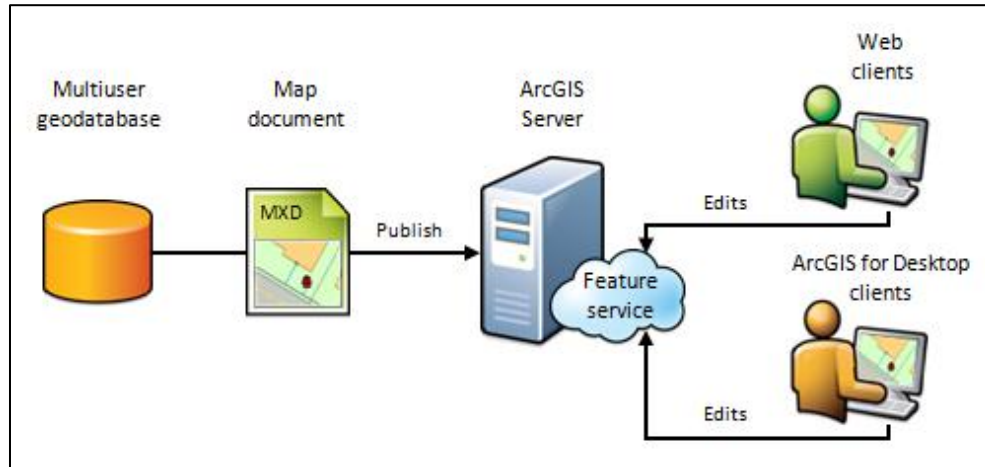 Multiuser
geodatabase
Map
document
MXD
Publish
ArcGIS
Server
Feature
service
Web
clients
Edits
ArcGIS for Desktop
clients
Edits